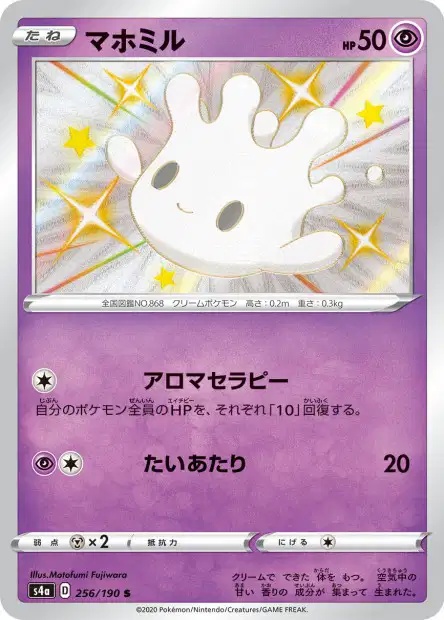 たね マホミル HP50
全国図鑑NO.868 クリームポケモン 高さ：0.2m 重さ：0.3kg
アロマセラピー
自分のポケモン全員のHPを、それぞれ「10」回復する。
たいあたり 20
弱点 ×2 抵抗力 にげる
Illus.Motofumi Fujiwara
クリームで できた 体を もつ。 空気中の
s4a D 256/190 S
甘い 香りの 成分が 集まって 生まれた。
©2020 Pokémon/Nintendo/Creatures/GAME FREAK.